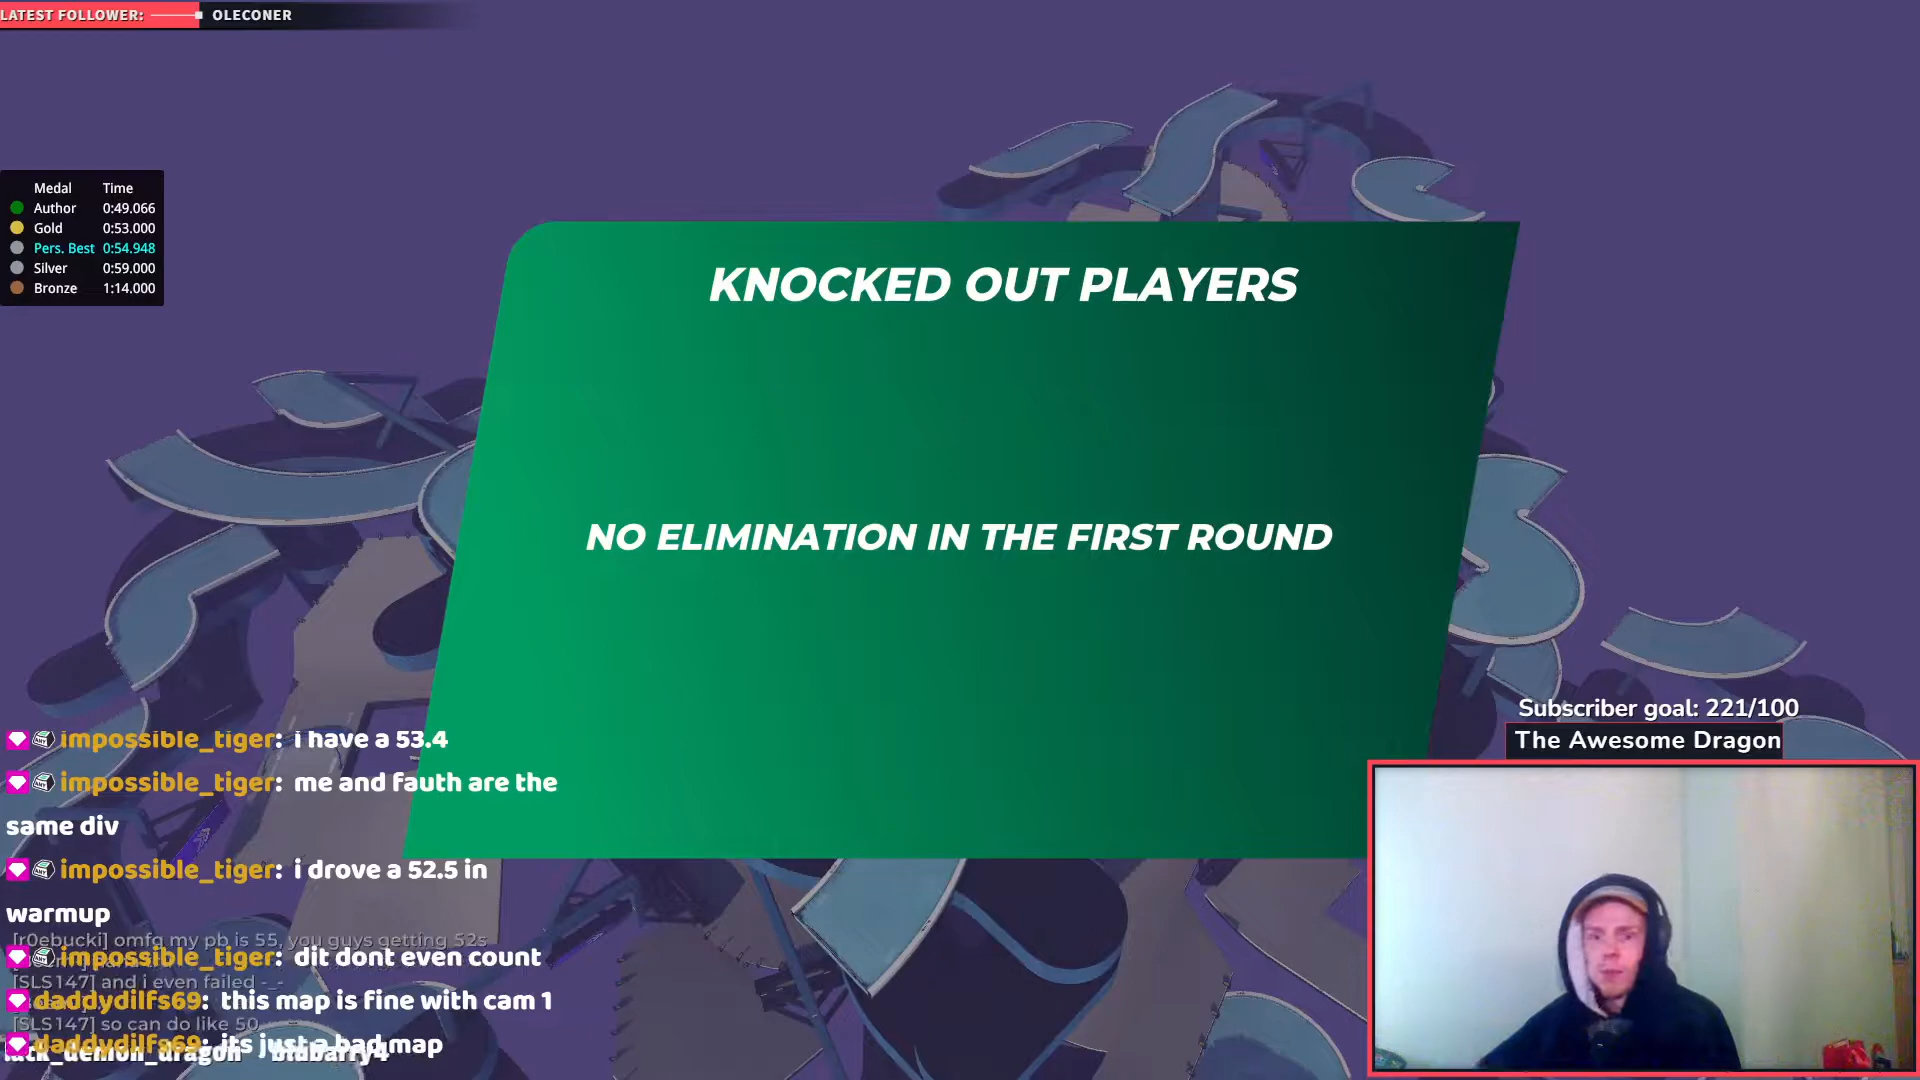 LATEST FOLLOWER: OLECONER
Medal Time
Author 0:49.066
Gold 0:53.000
Pers. Best 0:54.948
Silver 0:59.000
Bronze 1:14.000
KNOCKED OUT PLAYERS
NO ELIMINATION IN THE FIRST ROUND
Subscriber goal: 221/100
The Awesome Dragon
impossible_tiger: i have a 53.4
impossible_tiger: me and fauth are the
same div
impossible_tiger: i drove a 52.5 in
warmup
[r0ebucki] omfg my pb is 55, you guys getting 52s
impossible_tiger: dit dont even count
[SLS147] and i even failed -_-
daddydilfs69: this map is fine with cam 1
[SLS147] so can do like 50
daddydilfs69: its just a bad map